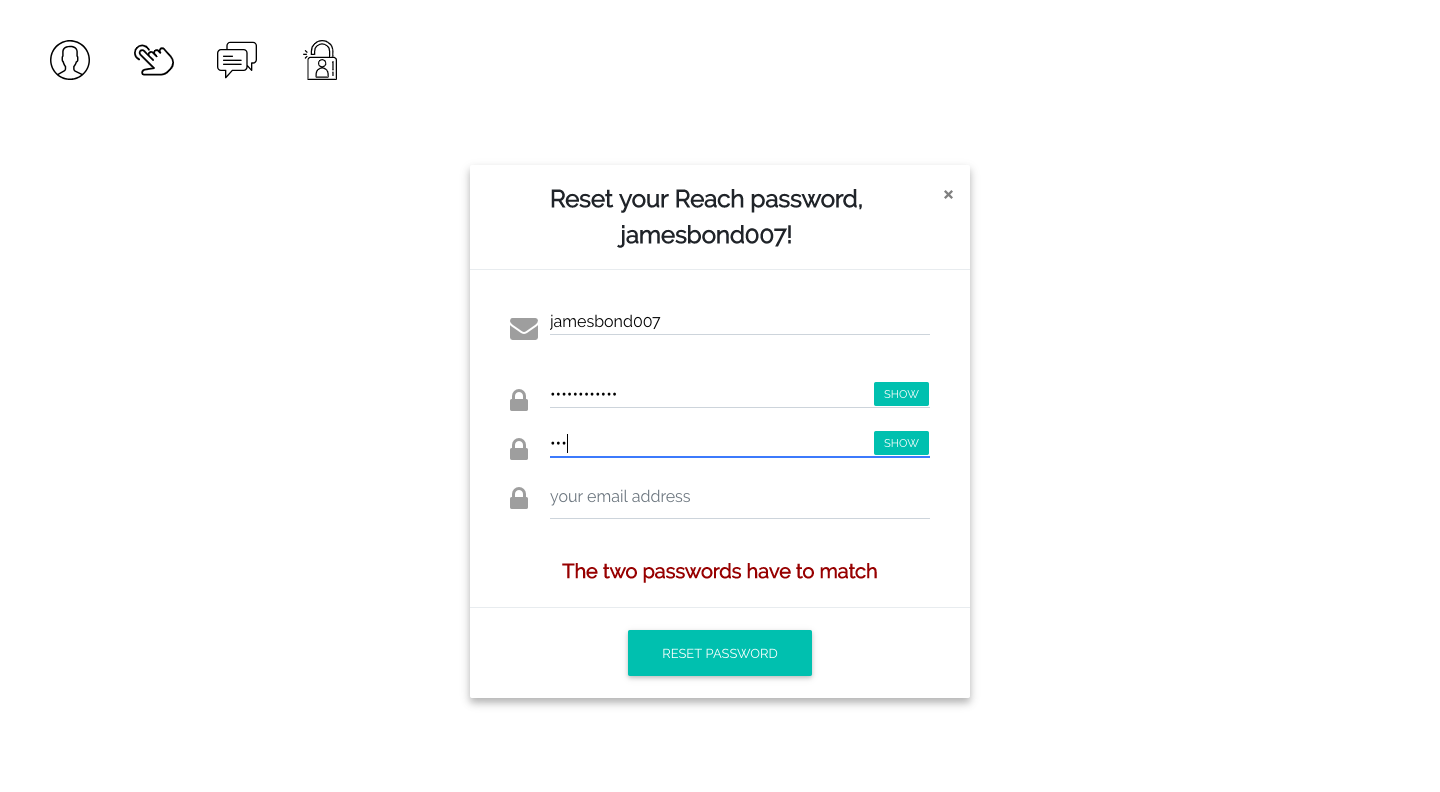 Reset your Reach password,
jamesbond007!
×
jamesbond007
••••••••••••
SHOW
•••
SHOW
your email address
The two passwords have to match
RESET PASSWORD